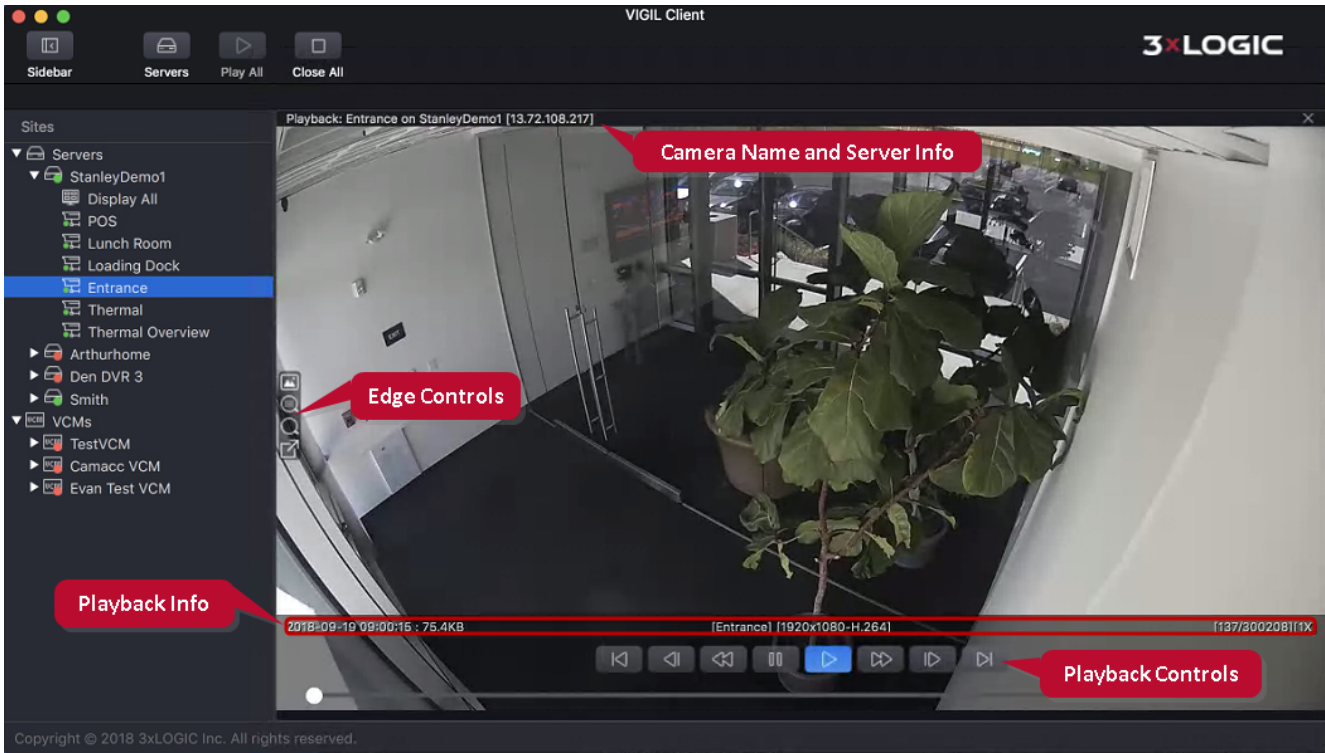 VIGIL Client
3xLOGIC
Sidebar
Servers
Play All
Close All
Sites
Playback: Entrance on StanleyDemo1 [13.72.108.217]
Camera Name and Server Info
Servers
StanleyDemo1
Display All
POS
Lunch Room
Loading Dock
Entrance
Thermal
Thermal Overview
Arthurhome
Den DVR 3
Smith
VCMs
TestVCM
Camacc VCM
Evan Test VCM
EXIT
Edge Controls
Playback Info
2018-09-19 09:00:15 : 75.4KB
[Entrance] [1920x1080-H.264]
[137/300208][1X
Playback Controls
Copyright © 2018 3xLOGIC Inc. All rights reserved.